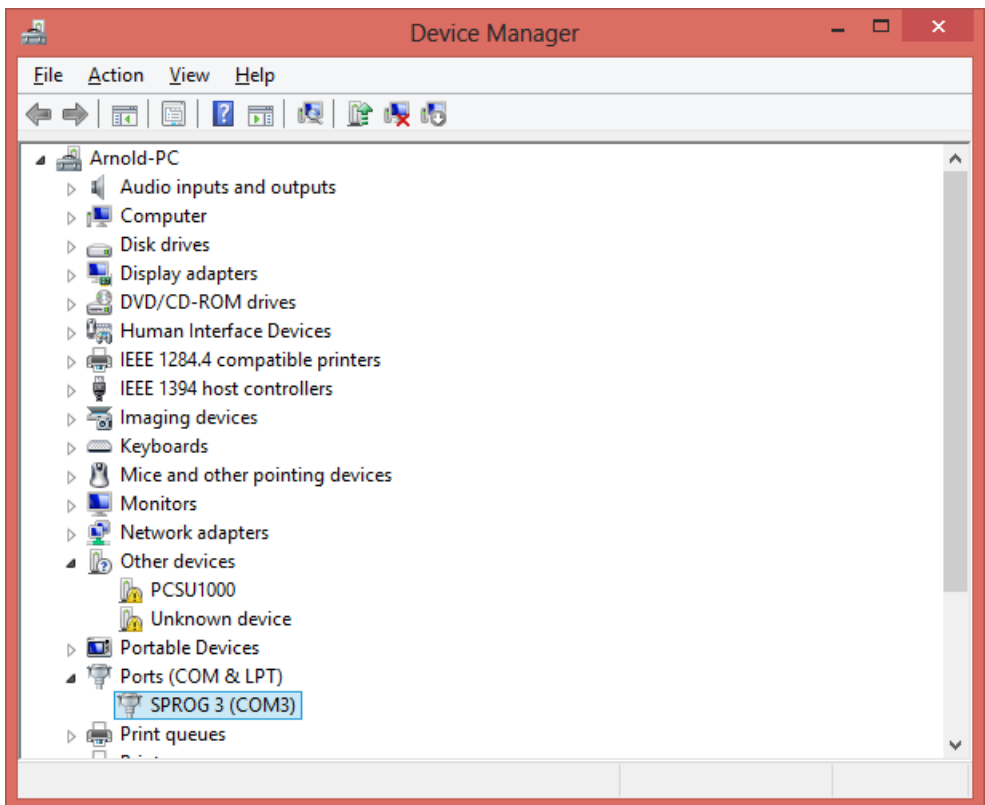 Device Manager
File Action View Help
Arnold-PC
Audio inputs and outputs
Computer
Disk drives
Display adapters
DVD/CD-ROM drives
Human Interface Devices
IEEE 1284.4 compatible printers
IEEE 1394 host controllers
Imaging devices
Keyboards
Mice and other pointing devices
Monitors
Network adapters
Other devices
PCSU1000
Unknown device
Portable Devices
Ports (COM & LPT)
SPROG 3 (COM3)
Print queues